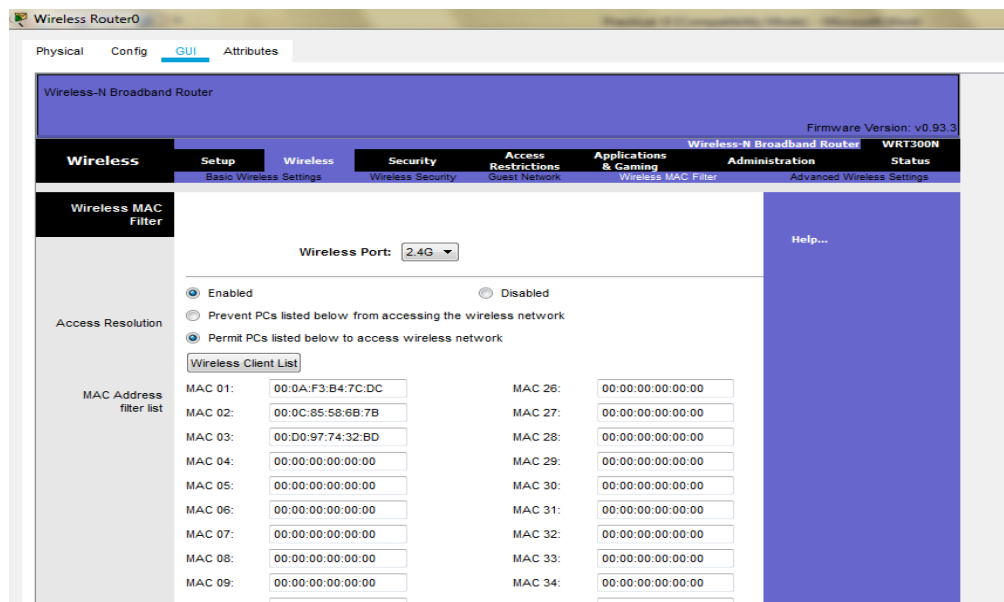 Wireless Router0
Physical Config GUI Attributes
Wireless-N Broadband Router
Firmware Version: v0.93.3
Wireless-N Broadband Router WRT300N
Wireless Setup Wireless Security Access Restrictions Applications & Gaming Administration Status
Basic Wireless Settings Wireless Security Guest Network Wireless MAC Filter Advanced Wireless Settings
Wireless MAC Filter
Help...
Wireless Port: 2.4G
Enabled Disabled
Access Resolution
Prevent PCs listed below from accessing the wireless network
Permit PCs listed below to access wireless network
Wireless Client List
MAC Address filter list
MAC 01: 00:0A:F3:B4:7C:DC MAC 26: 00:00:00:00:00:00
MAC 02: 00:0C:85:58:6B:7B MAC 27: 00:00:00:00:00:00
MAC 03: 00:D0:97:74:32:BD MAC 28: 00:00:00:00:00:00
MAC 04: 00:00:00:00:00:00 MAC 29: 00:00:00:00:00:00
MAC 05: 00:00:00:00:00:00 MAC 30: 00:00:00:00:00:00
MAC 06: 00:00:00:00:00:00 MAC 31: 00:00:00:00:00:00
MAC 07: 00:00:00:00:00:00 MAC 32: 00:00:00:00:00:00
MAC 08: 00:00:00:00:00:00 MAC 33: 00:00:00:00:00:00
MAC 09: 00:00:00:00:00:00 MAC 34: 00:00:00:00:00:00